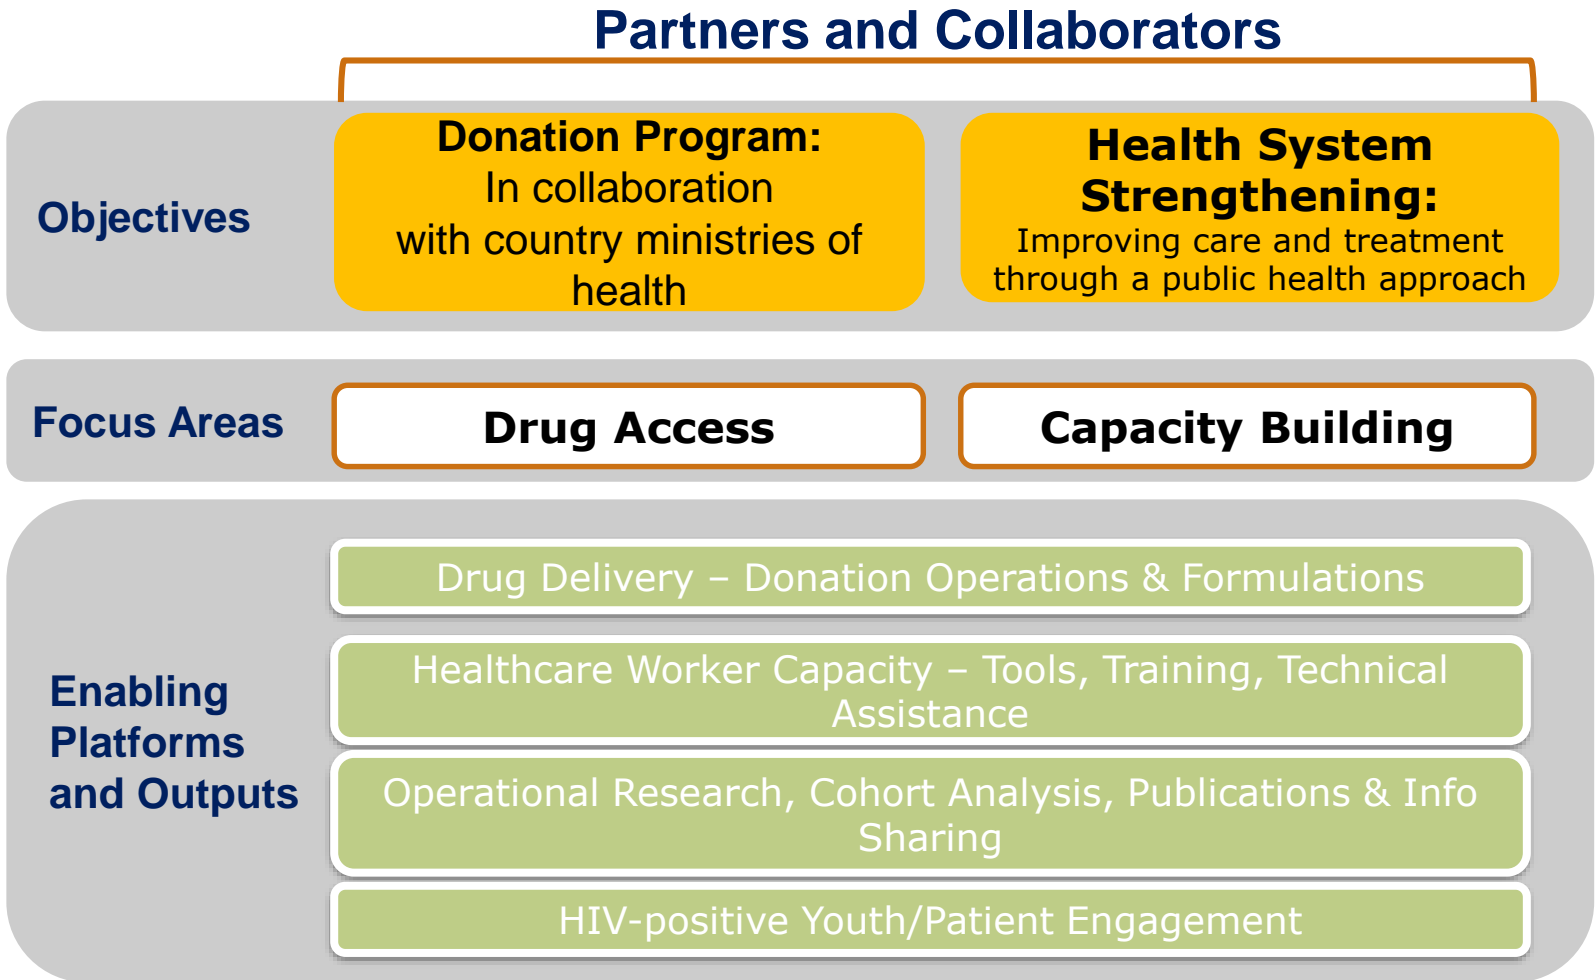 Partners and Collaborators
Objectives
Donation Program:
In collaboration
with country ministries of
health
Health System
Strengthening:
Improving care and treatment
through a public health approach
Focus Areas
Drug Access
Capacity Building
Enabling
Platforms
and Outputs
Drug Delivery – Donation Operations & Formulations
Healthcare Worker Capacity – Tools, Training, Technical
Assistance
Operational Research, Cohort Analysis, Publications & Info
Sharing
HIV-positive Youth/Patient Engagement